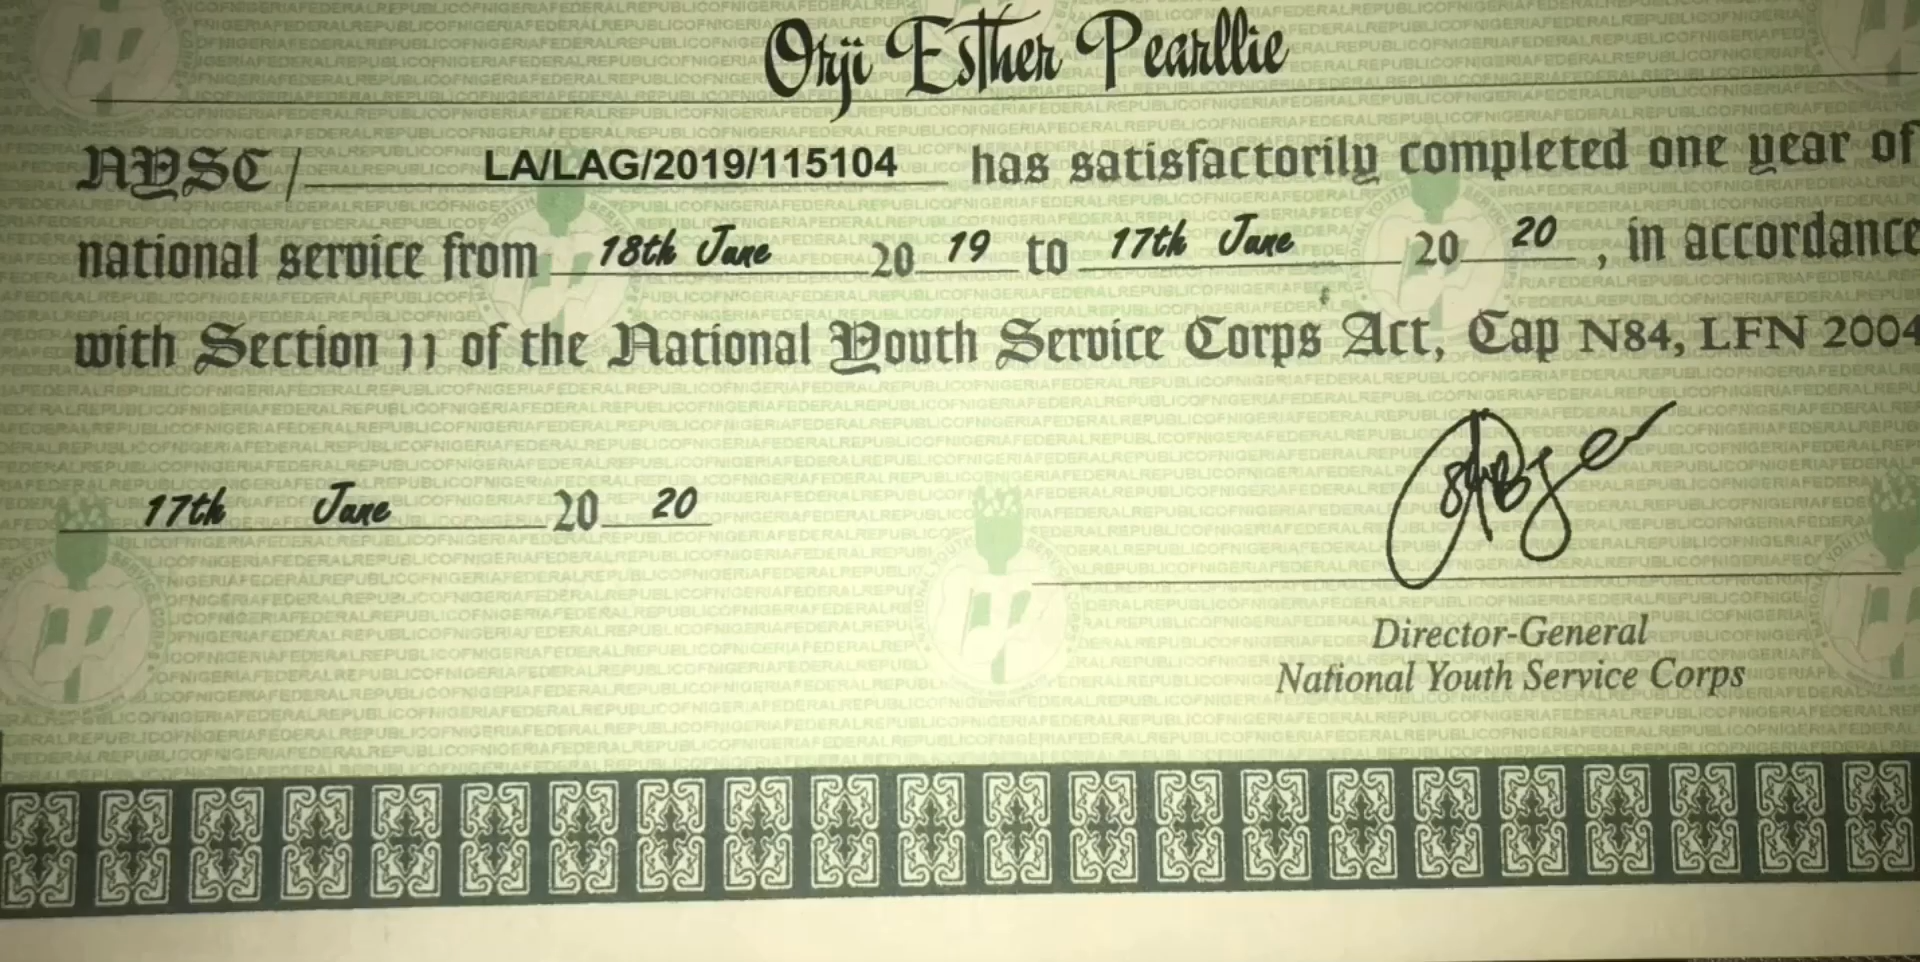 Orji Esther Pearllie
NYSC / LA/LAG/2019/115104 has satisfactorily completed one year of
national service from 18th June 20 19 to 17th June 20 20 , in accordance
with Section 11 of the National Youth Service Corps Act, Cap N84, LFN 2004
17th June 20 20
Director-General
National Youth Service Corps